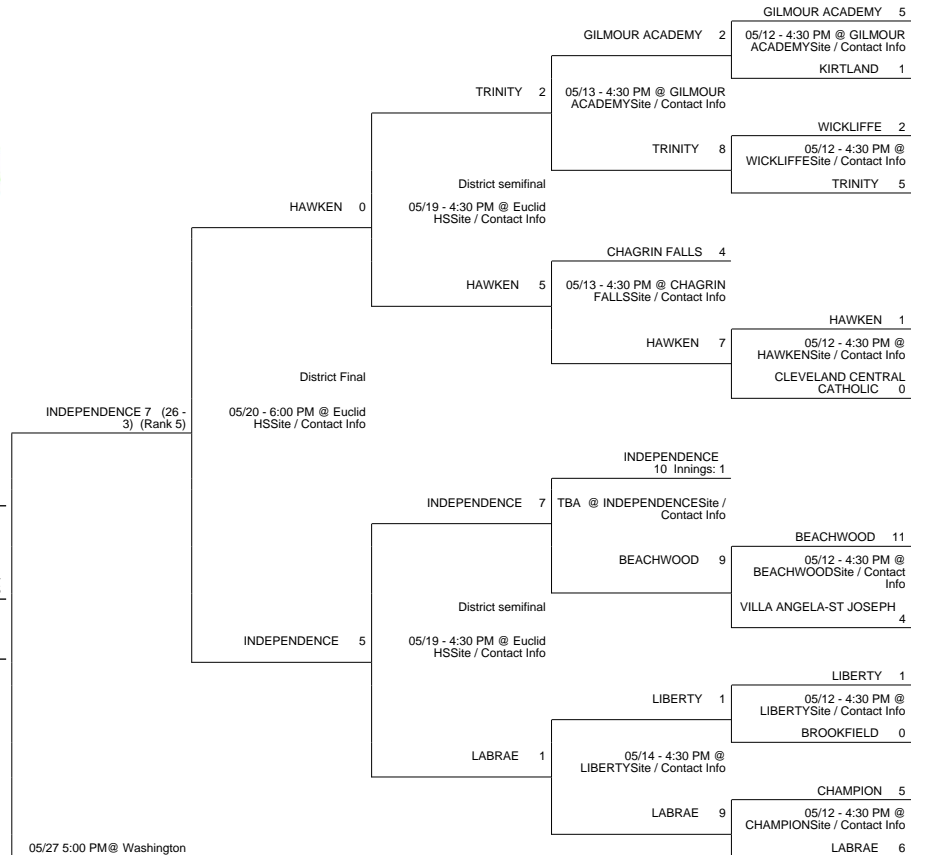 GILMOUR ACADEMY 5
GILMOUR ACADEMY 2
05/12 - 4:30 PM @ GILMOUR
ACADEMYSite / Contact Info
KIRTLAND 1
TRINITY 2
05/13 - 4:30 PM @ GILMOUR
ACADEMYSite / Contact Info
WICKLIFFE 2
TRINITY 8
05/12 - 4:30 PM @
WICKLIFFESite / Contact Info
TRINITY 5
District semifinal
HAWKEN 0
05/19 - 4:30 PM @ Euclid
HSSite / Contact Info
CHAGRIN FALLS 4
HAWKEN 5
05/13 - 4:30 PM @ CHAGRIN
FALLSSite / Contact Info
HAWKEN 1
HAWKEN 7
05/12 - 4:30 PM @
HAWKENSite / Contact Info
CLEVELAND CENTRAL
CATHOLIC 0
District Final
INDEPENDENCE 7 (26 -
3) (Rank 5)
05/20 - 6:00 PM @ Euclid
HSSite / Contact Info
INDEPENDENCE
10 Innings: 1
INDEPENDENCE 7
TBA @ INDEPENDENCESite /
Contact Info
BEACHWOOD 11
BEACHWOOD 9
05/12 - 4:30 PM @
BEACHWOODSite / Contact
Info
VILLA ANGELA-ST JOSEPH
4
District semifinal
INDEPENDENCE 5
05/19 - 4:30 PM @ Euclid
HSSite / Contact Info
LIBERTY 1
LIBERTY 1
05/12 - 4:30 PM @
LIBERTYSite / Contact Info
BROOKFIELD 0
LABRAE 1
05/14 - 4:30 PM @
LIBERTYSite / Contact Info
CHAMPION 5
LABRAE 9
05/12 - 4:30 PM @
CHAMPIONSite / Contact Info
LABRAE 6
05/27 5:00 PM@ Washington